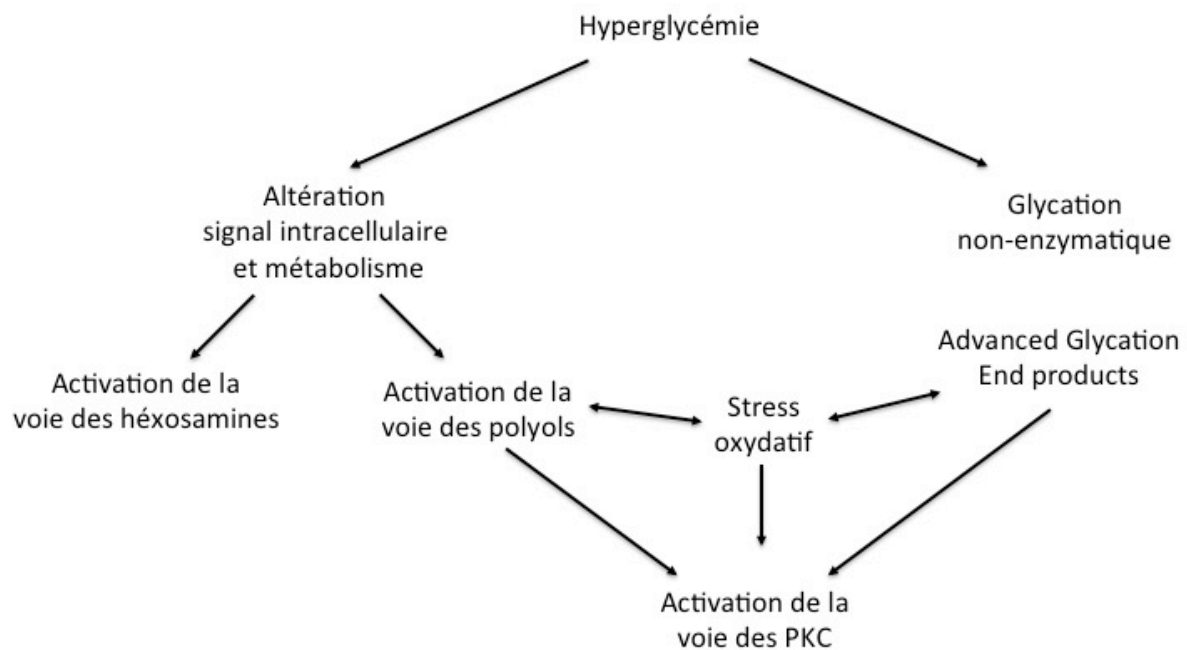 Hyperglycémie
Altération
signal intracellulaire
et métabolisme
Glycation
non-enzymatique
Advanced Glycation
End products
Activation de la
voie des héxosamines
Activation de la
voie des polyols
Stress
oxydatif
Activation de la
voie des PKC